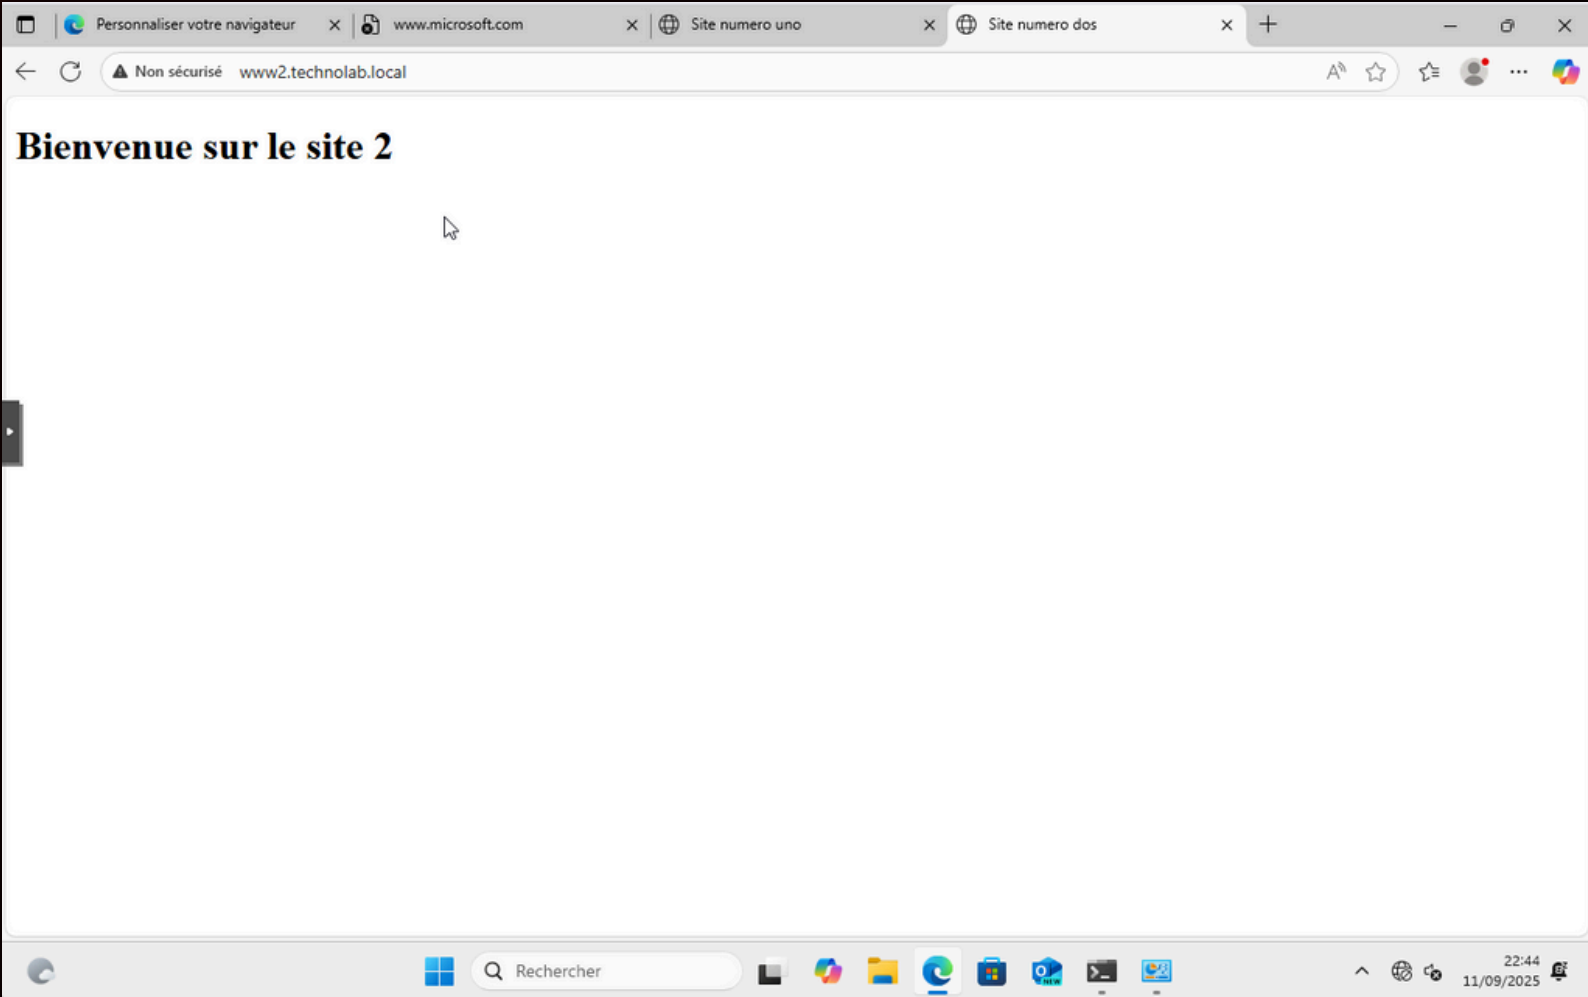 Personnaliser votre navigateur
www.microsoft.com
Site numero uno
Site numero dos
Non sécurisé www2.technolab.local
Bienvenue sur le site 2
Rechercher
NEW
22:44
11/09/2025